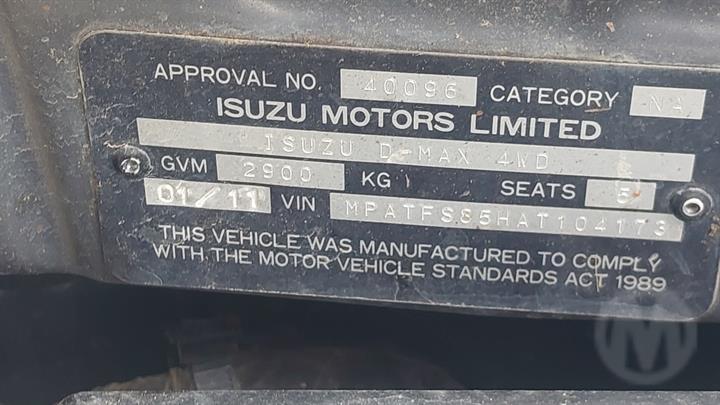 APPROVAL NO. 40096 CATEGORY NA
ISUZU MOTORS LIMITED
ISUZU D-MAX 4WD
GVM 2900 KG SEATS 5
01/11 VIN MPATFS85HAT104173
THIS VEHICLE WAS MANUFACTURED TO COMPLY
WITH THE MOTOR VEHICLE STANDARDS ACT 1989
M